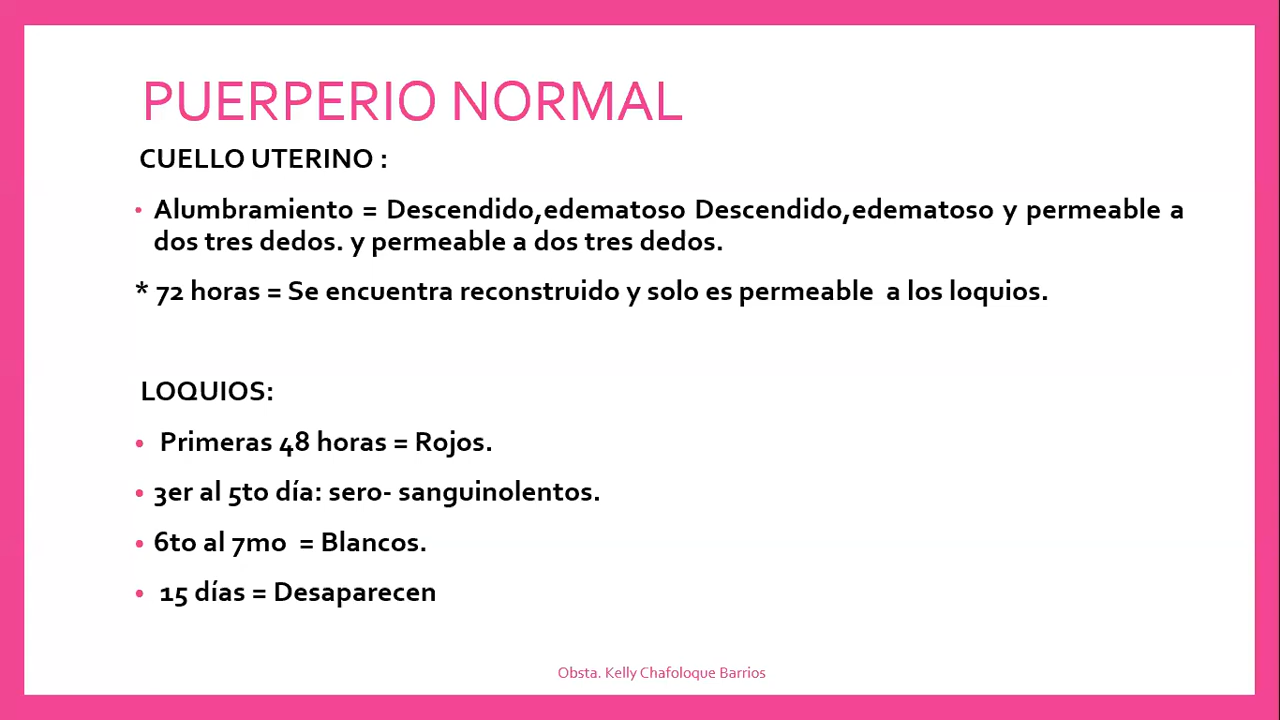 PUERPERIO NORMAL
CUELLO UTERINO :
• Alumbramiento = Descendido,edematoso Descendido,edematoso y permeable a
dos tres dedos. y permeable a dos tres dedos.
* 72 horas = Se encuentra reconstruido y solo es permeable a los loquios.
LOQUIOS:
• Primeras 48 horas = Rojos.
• 3er al 5to día: sero- sanguinolentos.
• 6to al 7mo = Blancos.
• 15 días = Desaparecen
Obsta. Kelly Chafoloque Barrios